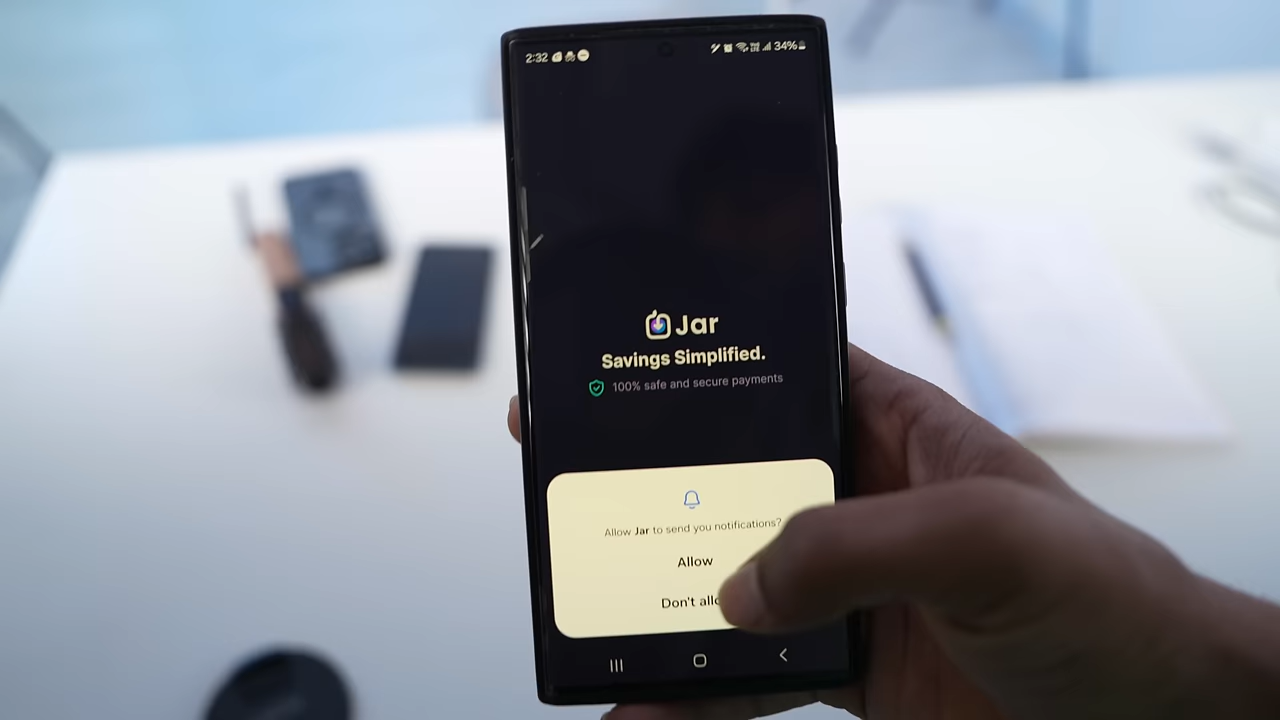 2:32 34%
Jar
Savings Simplified.
100% safe and secure payments
Allow Jar to send you notifications?
Allow
Don't allo